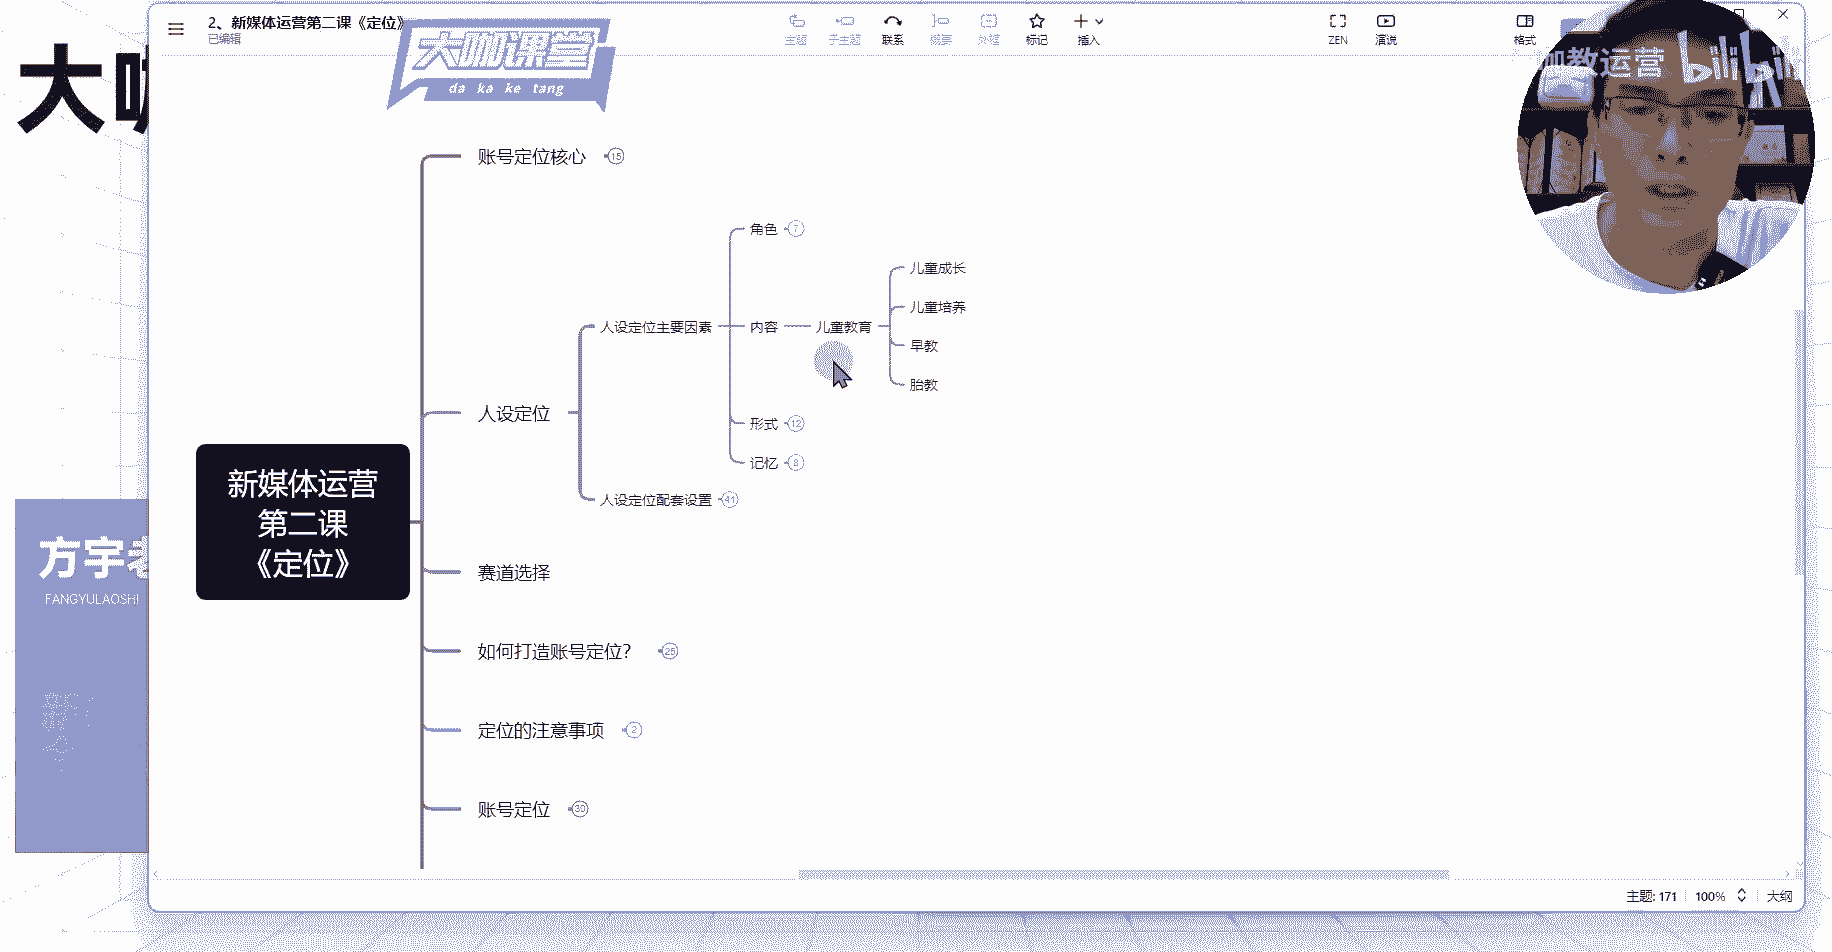 2、新媒体运营第二课《定位》
已编辑
主题
子主题
联系
概要
外框
标记
插入
ZEN
演说
格式
大咖课堂
da ka ke tang
咖教运营
bilibili
大咖
账号定位核心
15
角色
7
儿童成长
儿童培养
人设定位主要因素
内容
儿童教育
早教
胎教
人设定位
形式
12
记忆
8
人设定位配套设置
41
新媒体运营
第二课
《定位》
方宇老
FANGYULAOSHI
赛道选择
如何打造账号定位？
25
定位的注意事项
2
账号定位
39
主题: 171
100%
大纲